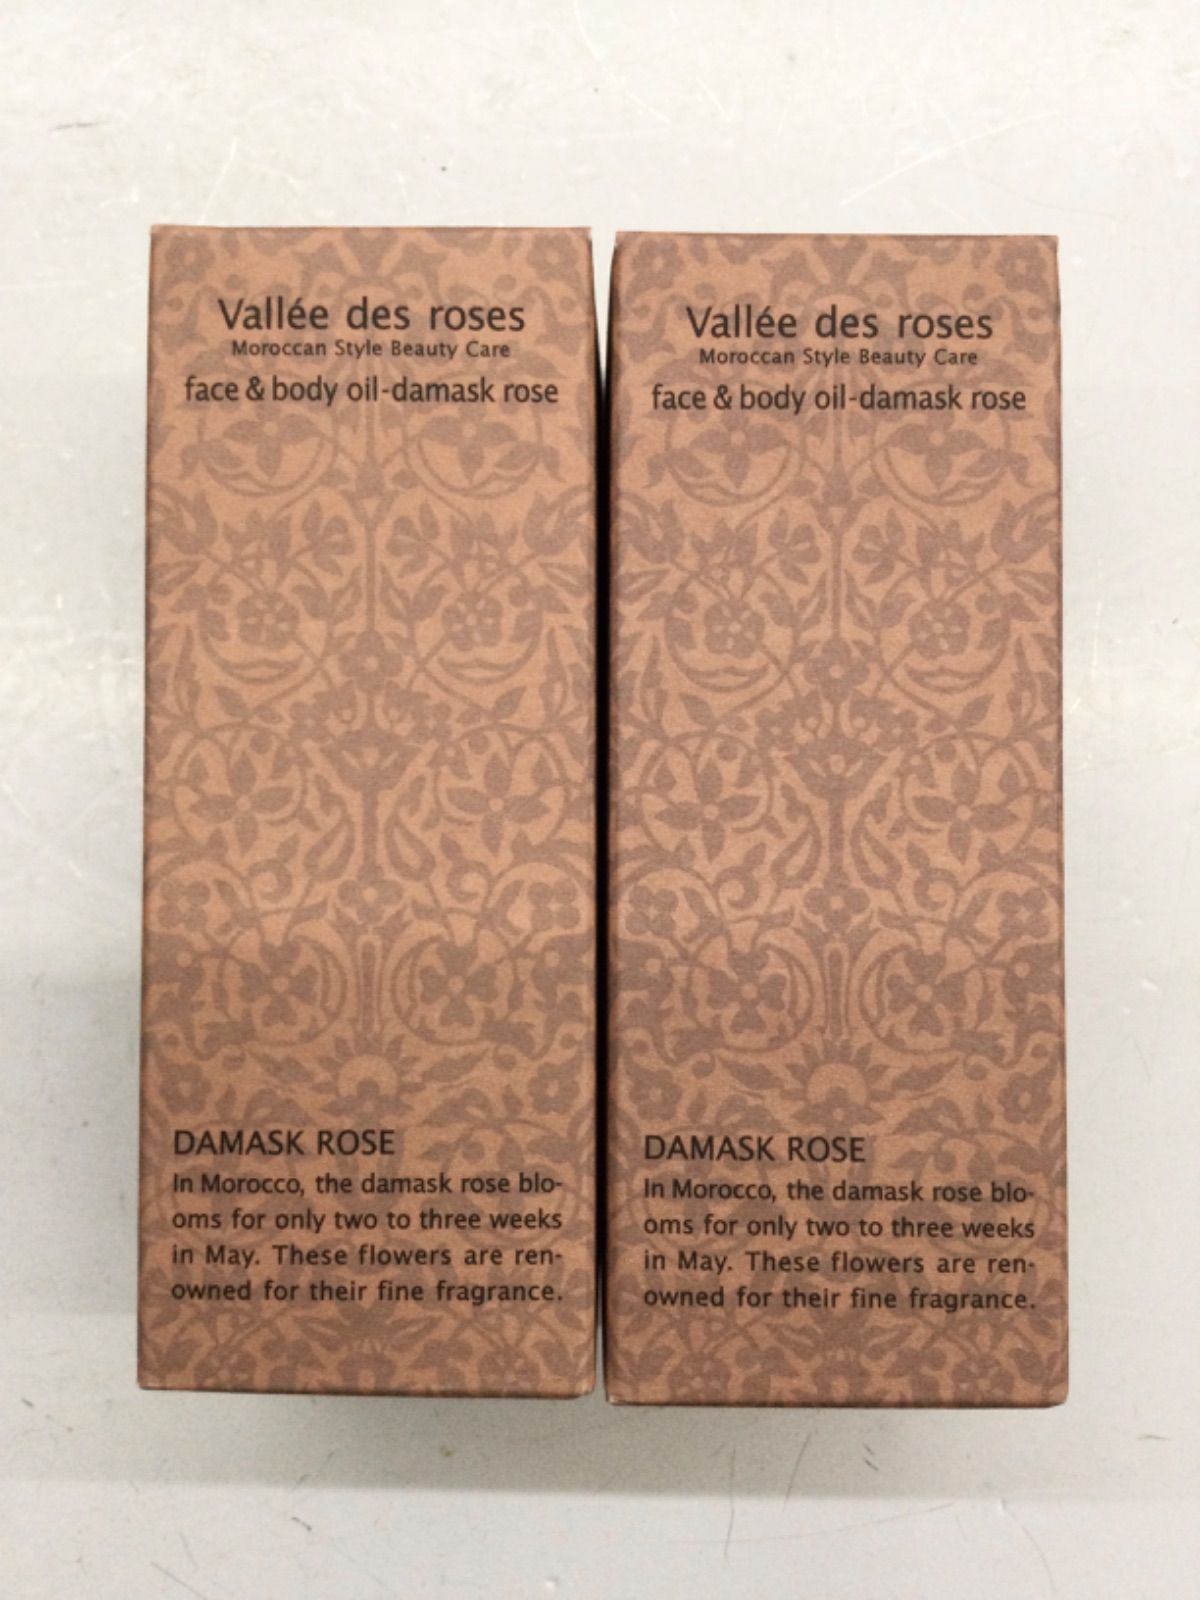 Vallée des roses
Moroccan Style Beauty Care
face & body oil-damask rose
DAMASK ROSE
In Morocco, the damask rose blo-
oms for only two to three weeks
in May. These flowers are ren-
owned for their fine fragrance.
Vallée des roses
Moroccan Style Beauty Care
face & body oil-damask rose
DAMASK ROSE
In Morocco, the damask rose blo-
oms for only two to three weeks
in May. These flowers are ren-
owned for their fine fragrance.